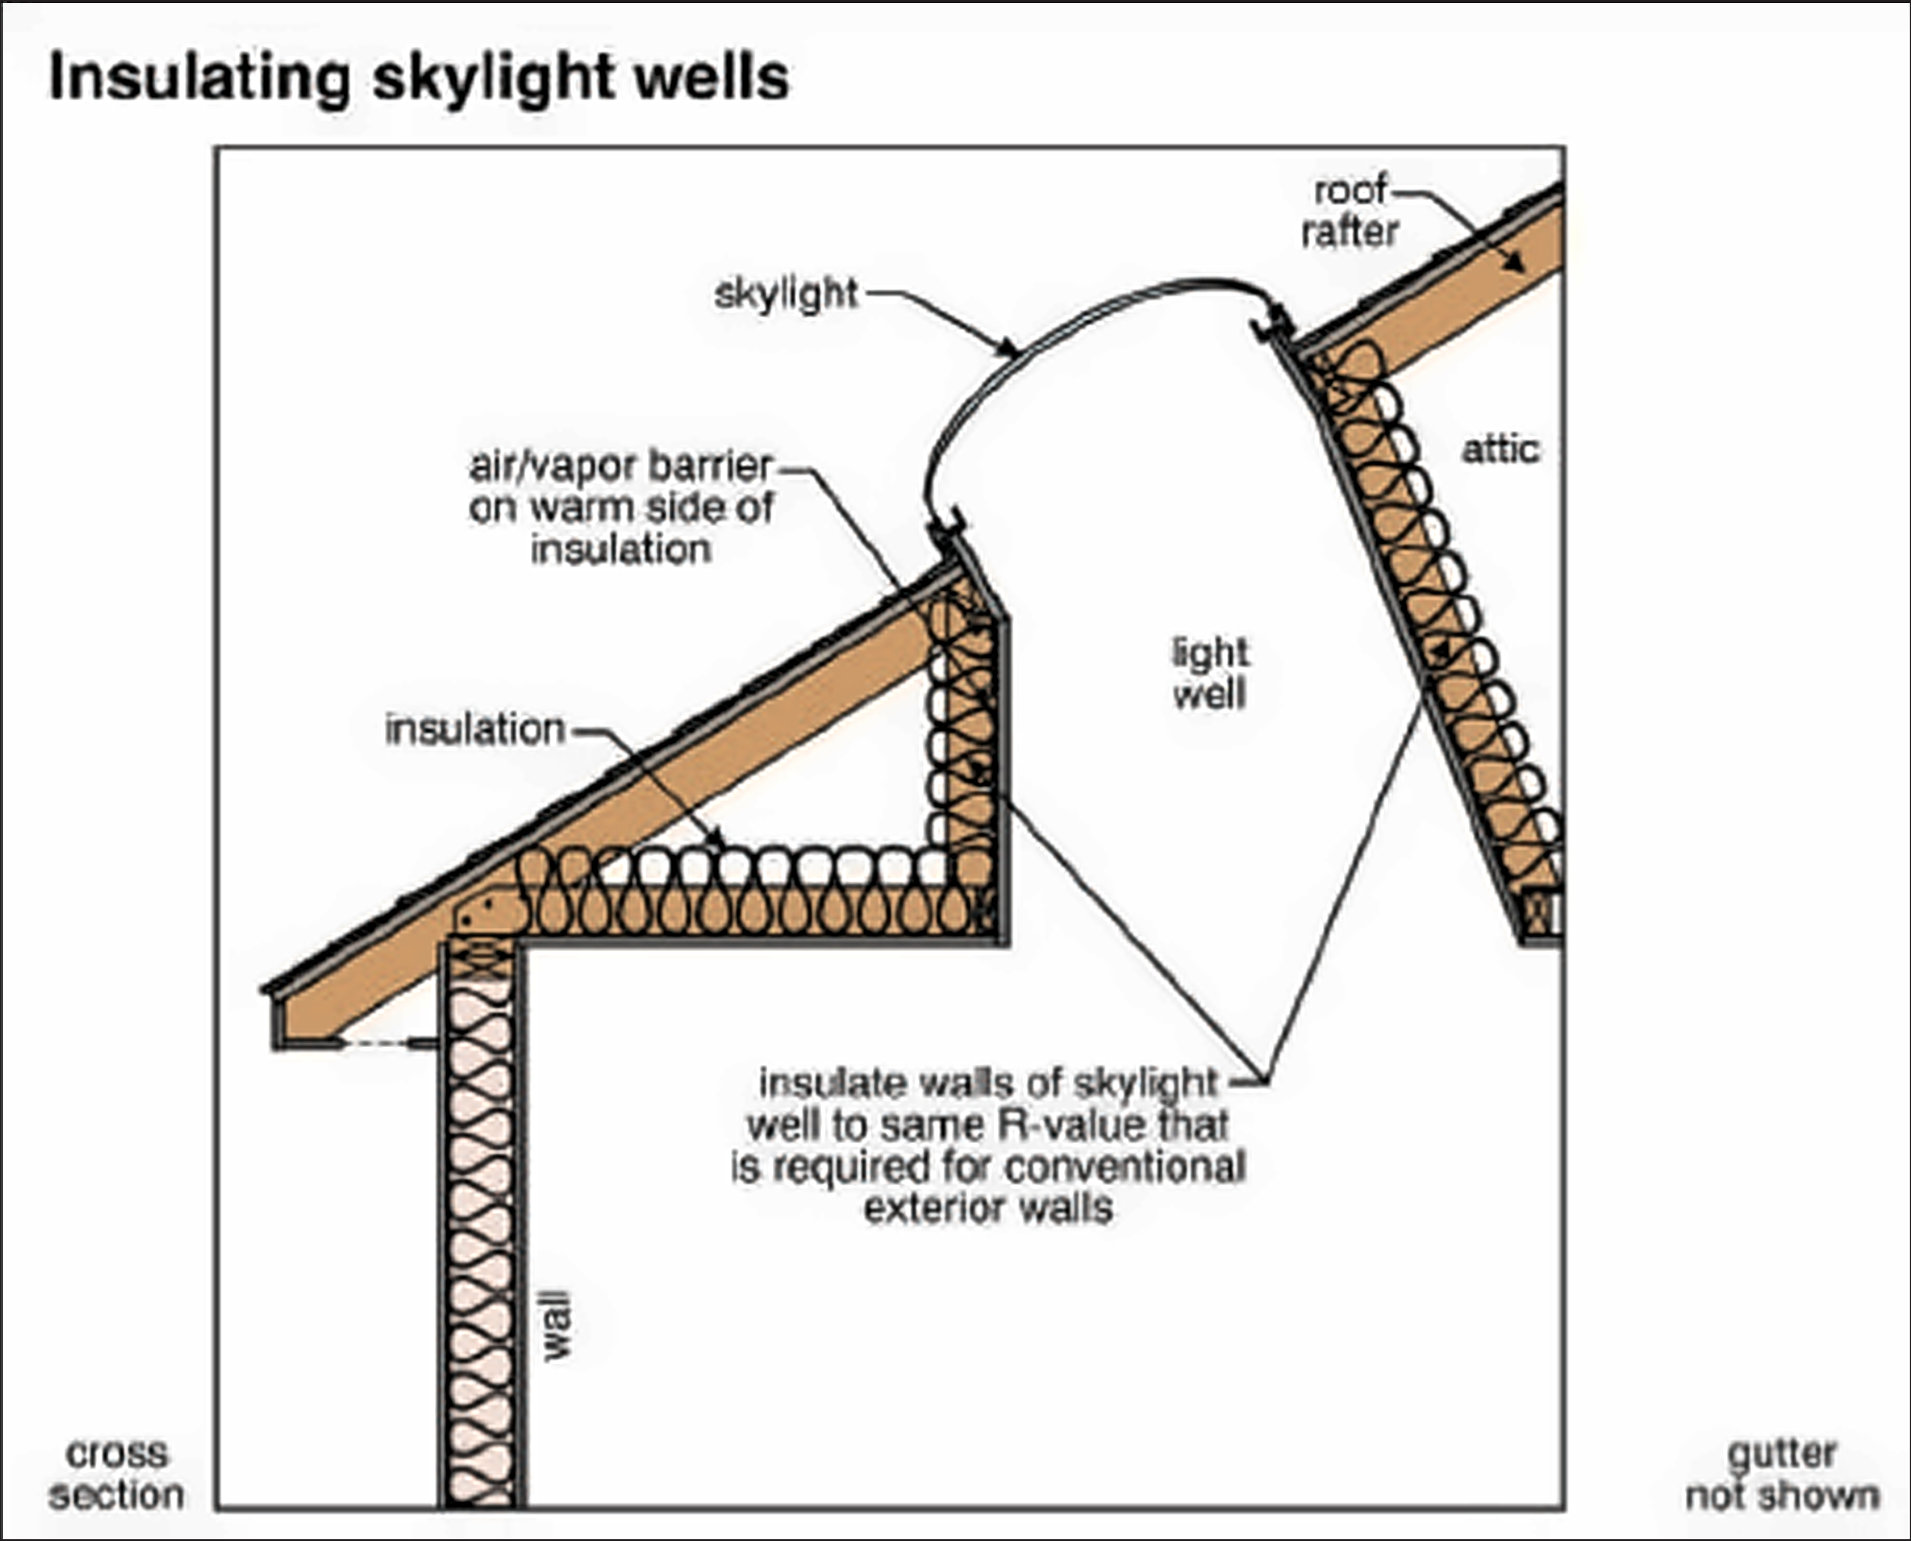 Insulating skylight wells
roof
rafter
skylight
air/vapor barrier
on warm side of
insulation
attic
light
well
insulation
insulate walls of skylight
well to same R-value that
is required for conventional
exterior walls
wall
cross
section
gutter
not shown